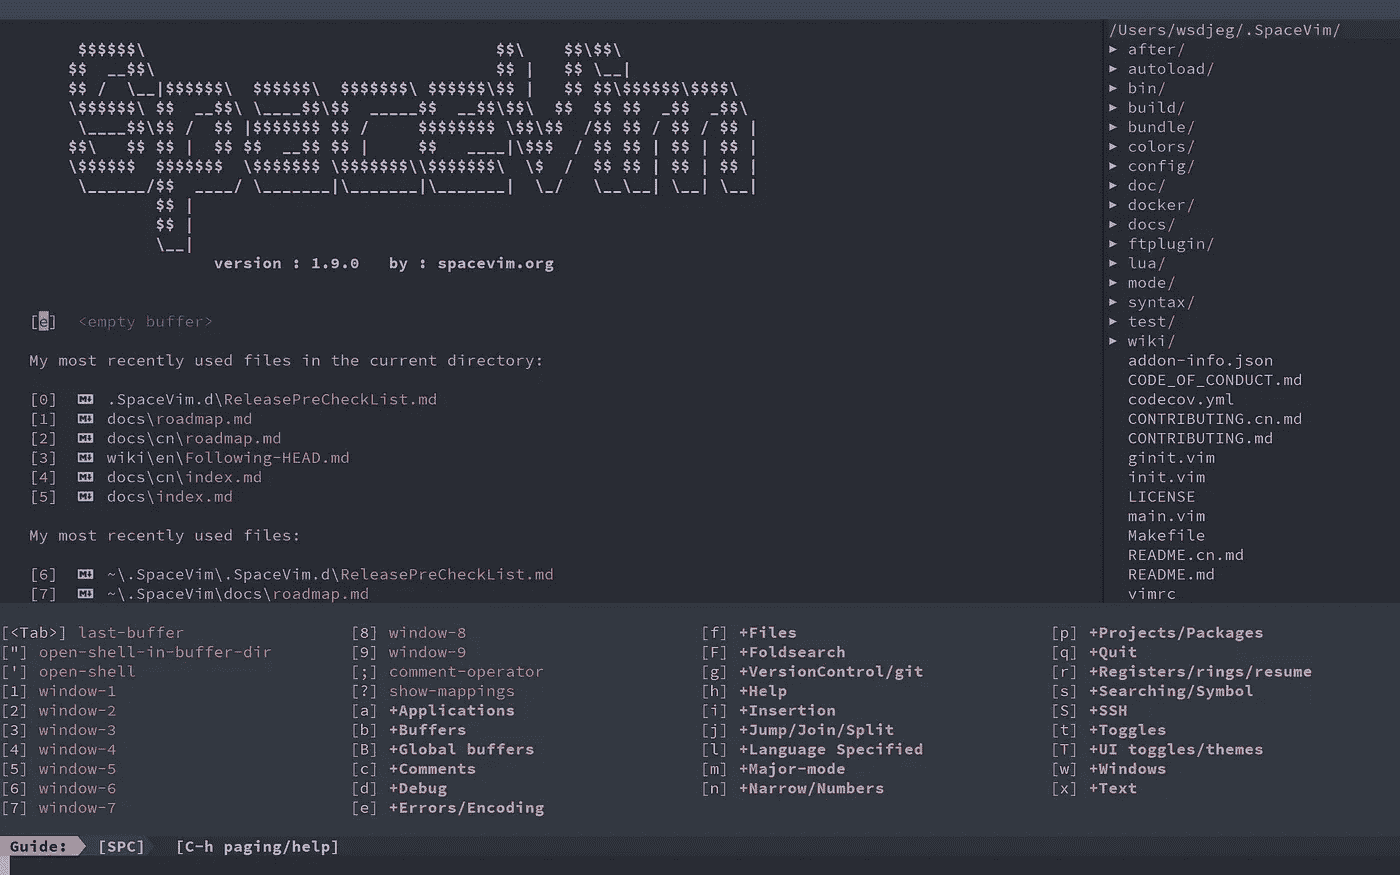 $$$$$$\                                    $$\    $$\$$\
$$  __$$\                                   $$ |   $$ \__|
$$ /  \__|$$$$$$\  $$$$$$\  $$$$$$$\ $$$$$$\$$ |   $$ $$\$$$$$$\$$$$\
\$$$$$$\ $$  __$$\ \____$$\$$  _____$$  __$$\$$\  $$  $$ $$  _$$  _$$\
 \____$$\$$ /  $$ |$$$$$$$ $$ /     $$$$$$$$ \$$\$$  /$$ $$ / $$ / $$ |
$$\   $$ $$ |  $$ $$  __$$ $$ |     $$   ____|\$$$  / $$ $$ | $$ | $$ |
\$$$$$$  $$$$$$$  \$$$$$$$ \$$$$$$$\\$$$$$$$\  \$  /  $$ $$ | $$ | $$ |
 \______/$$  ____/ \_______|\_______|\_______|  \_/   \__\__| \__| \__|
         $$ |
         $$ |
         \__|
version : 1.9.0   by : spacevim.org
[e]  <empty buffer>
My most recently used files in the current directory:
[0]  .SpaceVim.d\ReleasePreCheckList.md
[1]  docs\roadmap.md
[2]  docs\cn\roadmap.md
[3]  wiki\en\Following-HEAD.md
[4]  docs\cn\index.md
[5]  docs\index.md
My most recently used files:
[6]  ~\.SpaceVim\.SpaceVim.d\ReleasePreCheckList.md
[7]  ~\.SpaceVim\docs\roadmap.md
/Users/wsdjeg/.SpaceVim/
▸ after/
▸ autoload/
▸ bin/
▸ build/
▸ bundle/
▸ colors/
▸ config/
▸ doc/
▸ docker/
▸ docs/
▸ ftplugin/
▸ lua/
▸ mode/
▸ syntax/
▸ test/
▸ wiki/
addon-info.json
CODE_OF_CONDUCT.md
codecov.yml
CONTRIBUTING.cn.md
CONTRIBUTING.md
ginit.vim
init.vim
LICENSE
main.vim
Makefile
README.cn.md
README.md
vimrc
[<Tab>] last-buffer
["] open-shell-in-buffer-dir
['] open-shell
[1] window-1
[2] window-2
[3] window-3
[4] window-4
[5] window-5
[6] window-6
[7] window-7
[8] window-8
[9] window-9
[;] comment-operator
[?] show-mappings
[a] +Applications
[b] +Buffers
[B] +Global buffers
[c] +Comments
[d] +Debug
[e] +Errors/Encoding
[f] +Files
[F] +Foldsearch
[g] +VersionControl/git
[h] +Help
[i] +Insertion
[j] +Jump/Join/Split
[l] +Language Specified
[m] +Major-mode
[n] +Narrow/Numbers
[p] +Projects/Packages
[q] +Quit
[r] +Registers/rings/resume
[s] +Searching/Symbol
[S] +SSH
[t] +Toggles
[T] +UI toggles/themes
[w] +Windows
[x] +Text
Guide:  [SPC]  [C-h paging/help]